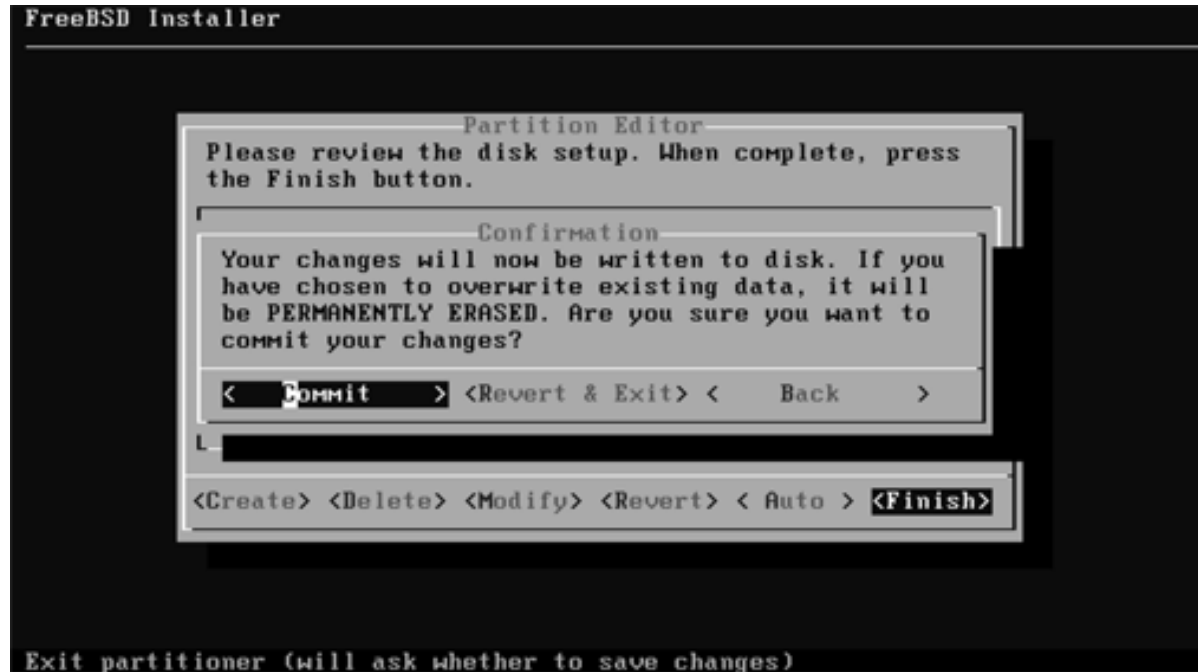 FreeBSD Installer
Partition Editor
Please review the disk setup. When complete, press
the Finish button.
Confirmation
Your changes will now be written to disk. If you
have chosen to overwrite existing data, it will
be PERMANENTLY ERASED. Are you sure you want to
commit your changes?
< Commit > <Revert & Exit> < Back >
<Create> <Delete> <Modify> <Revert> < Auto > <Finish>
Exit partitioner (will ask whether to save changes)